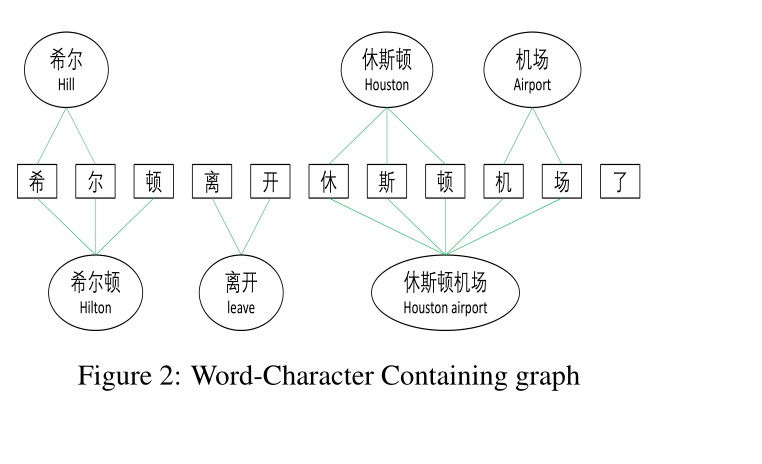 希尔
Hill
休斯顿
Houston
机场
Airport
希 尔 顿 离 开 休 斯 顿 机 场 了
希尔顿
Hilton
离开
leave
休斯顿机场
Houston airport
Figure 2: Word-Character Containing graph